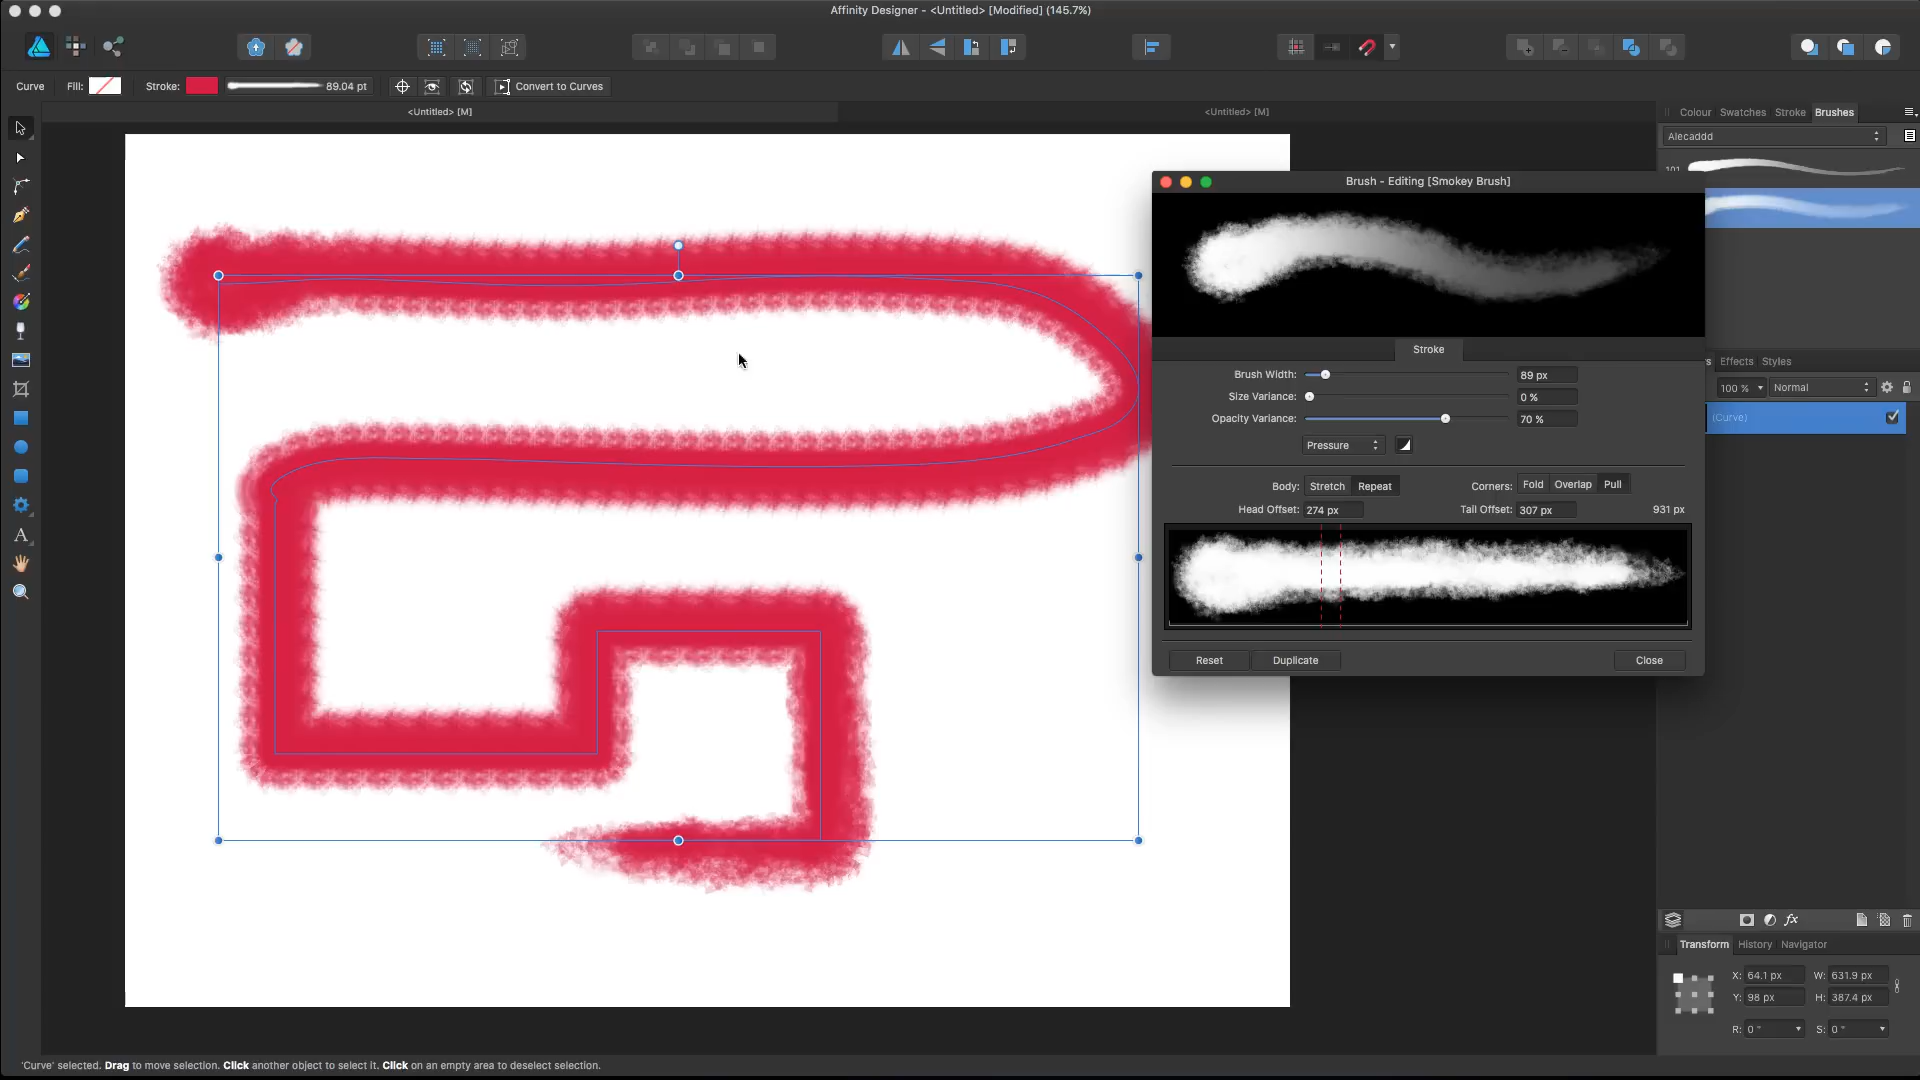 Affinity Designer - <Untitled> [Modified] (145.7%)
Curve Fill: Stroke: 89.04 pt Convert to Curves
<Untitled> [M] <Untitled> [M]
Colour Swatches Stroke Brushes
Alecaddd
101
Brush - Editing [Smokey Brush]
Stroke
Brush Width: 89 px
Size Variance: 0 %
Opacity Variance: 70 %
Pressure
Body: Stretch Repeat Corners: Fold Overlap Pull
Head Offset: 274 px Tail Offset: 307 px 931 px
Reset Duplicate Close
Effects Styles
100 % Normal
(Curve)
fx
Transform History Navigator
X: 64.1 px W: 631.9 px
Y: 98 px H: 387.4 px
R: 0 ° S: 0 °
A
'Curve' selected. Drag to move selection. Click another object to select it. Click on an empty area to deselect selection.